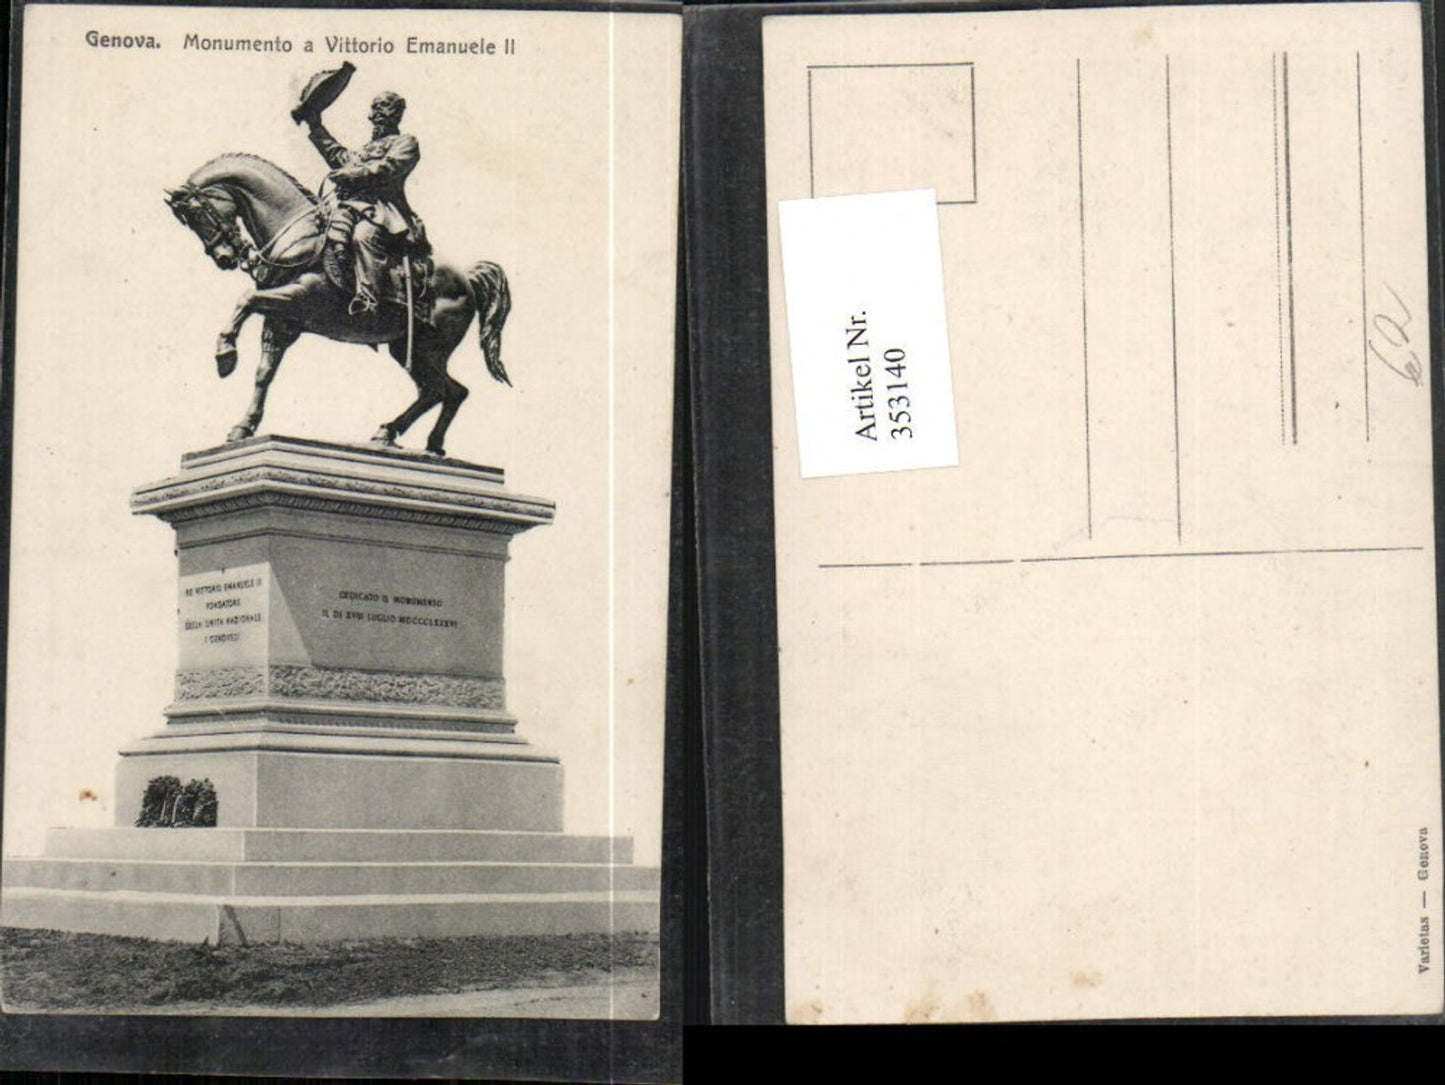 Genova. Monumento a Vittorio Emanuele II
A
RE VITTORIO EMANUELE II
FONDATORE
DELLA UNITÀ NAZIONALE
I GENOVESI
DEDICATO IL MONUMENTO
IL DI XVIII LUGLIO MDCCCLXXXVI
Artikel Nr.
353140
62
Varietas — Genova